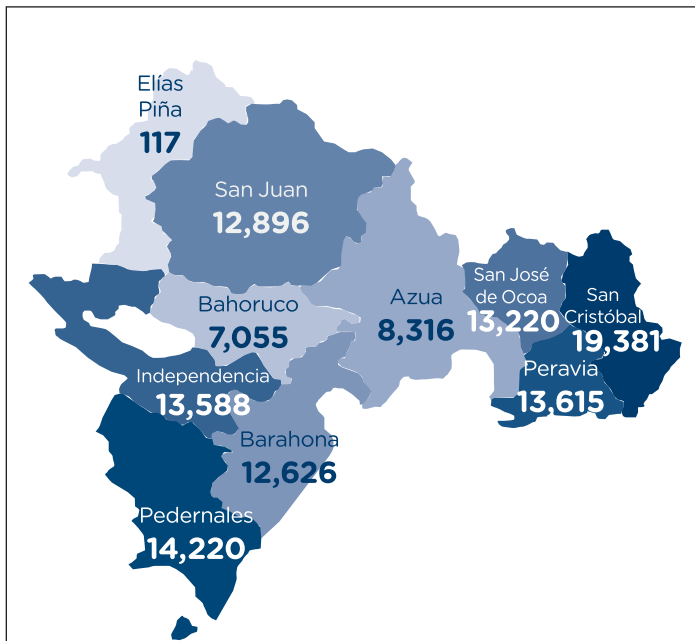 Elías
Piña
117
San Juan
12,896
Bahoruco
7,055
Azua
8,316
San José
de Ocoa
13,220
San
Cristóbal
19,381
Peravia
13,615
Independencia
13,588
Barahona
12,626
Pedernales
14,220